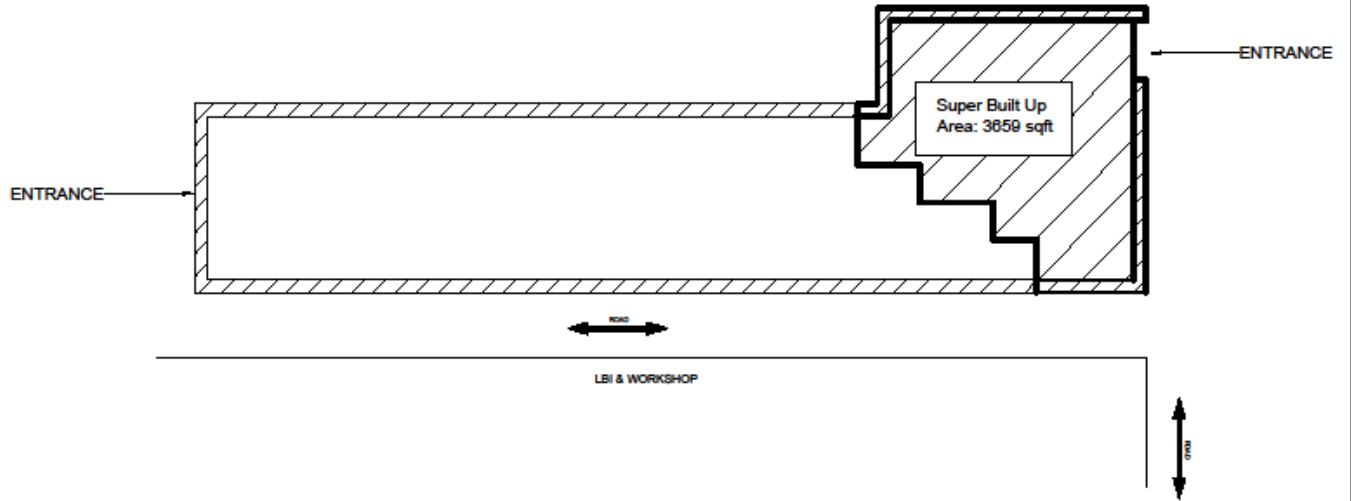 ENTRANCE
Super Built Up
Area: 3659 sqft
ENTRANCE
ROAD
LBI & WORKSHOP
ROAD